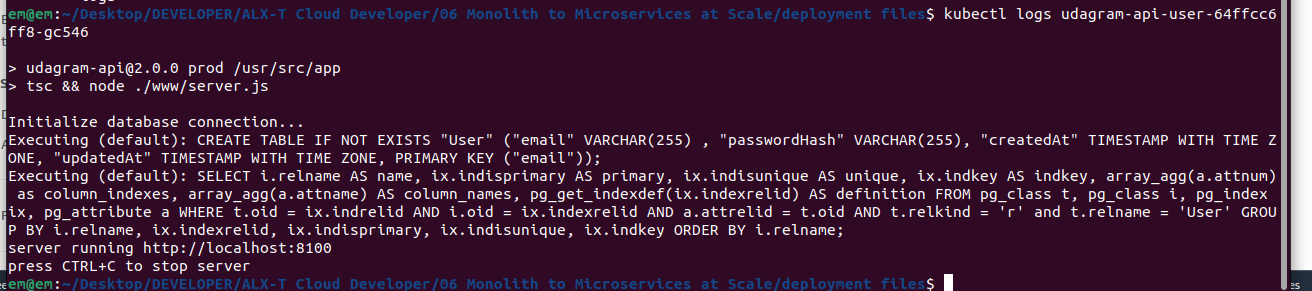 em@em:~/Desktop/DEVELOPER/ALX-T Cloud Developer/06 Monolith to Microservices at Scale/deployment files$ kubectl logs udagram-api-user-64ffcc6
ff8-gc546
> udagram-api@2.0.0 prod /usr/src/app
> tsc && node ./www/server.js
Initialize database connection...
Executing (default): CREATE TABLE IF NOT EXISTS "User" ("email" VARCHAR(255) , "passwordHash" VARCHAR(255), "createdAt" TIMESTAMP WITH TIME Z
ONE, "updatedAt" TIMESTAMP WITH TIME ZONE, PRIMARY KEY ("email"));
Executing (default): SELECT i.relname AS name, ix.indisprimary AS primary, ix.indisunique AS unique, ix.indkey AS indkey, array_agg(a.attnum)
 as column_indexes, array_agg(a.attname) AS column_names, pg_get_indexdef(ix.indexrelid) AS definition FROM pg_class t, pg_class i, pg_index
ix, pg_attribute a WHERE t.oid = ix.indrelid AND i.oid = ix.indexrelid AND a.attrelid = t.oid AND t.relkind = 'r' and t.relname = 'User' GROU
P BY i.relname, ix.indexrelid, ix.indisprimary, ix.indisunique, ix.indkey ORDER BY i.relname;
server running http://localhost:8100
press CTRL+C to stop server
em@em:~/Desktop/DEVELOPER/ALX-T Cloud Developer/06 Monolith to Microservices at Scale/deployment files$